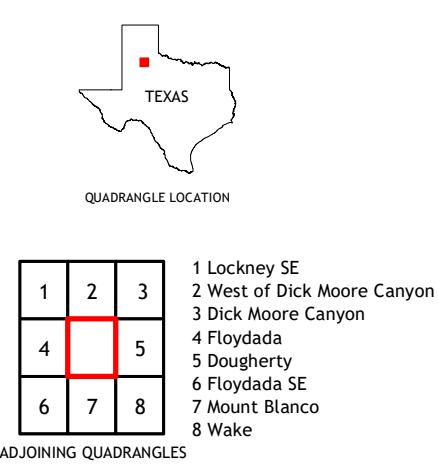 TEXAS
QUADRANGLE LOCATION
1 2 3
4 5
6 7 8
ADJOINING QUADRANGLES
1 Lockney SE
2 West of Dick Moore Canyon
3 Dick Moore Canyon
4 Floydada
5 Dougherty
6 Floydada SE
7 Mount Blanco
8 Wake